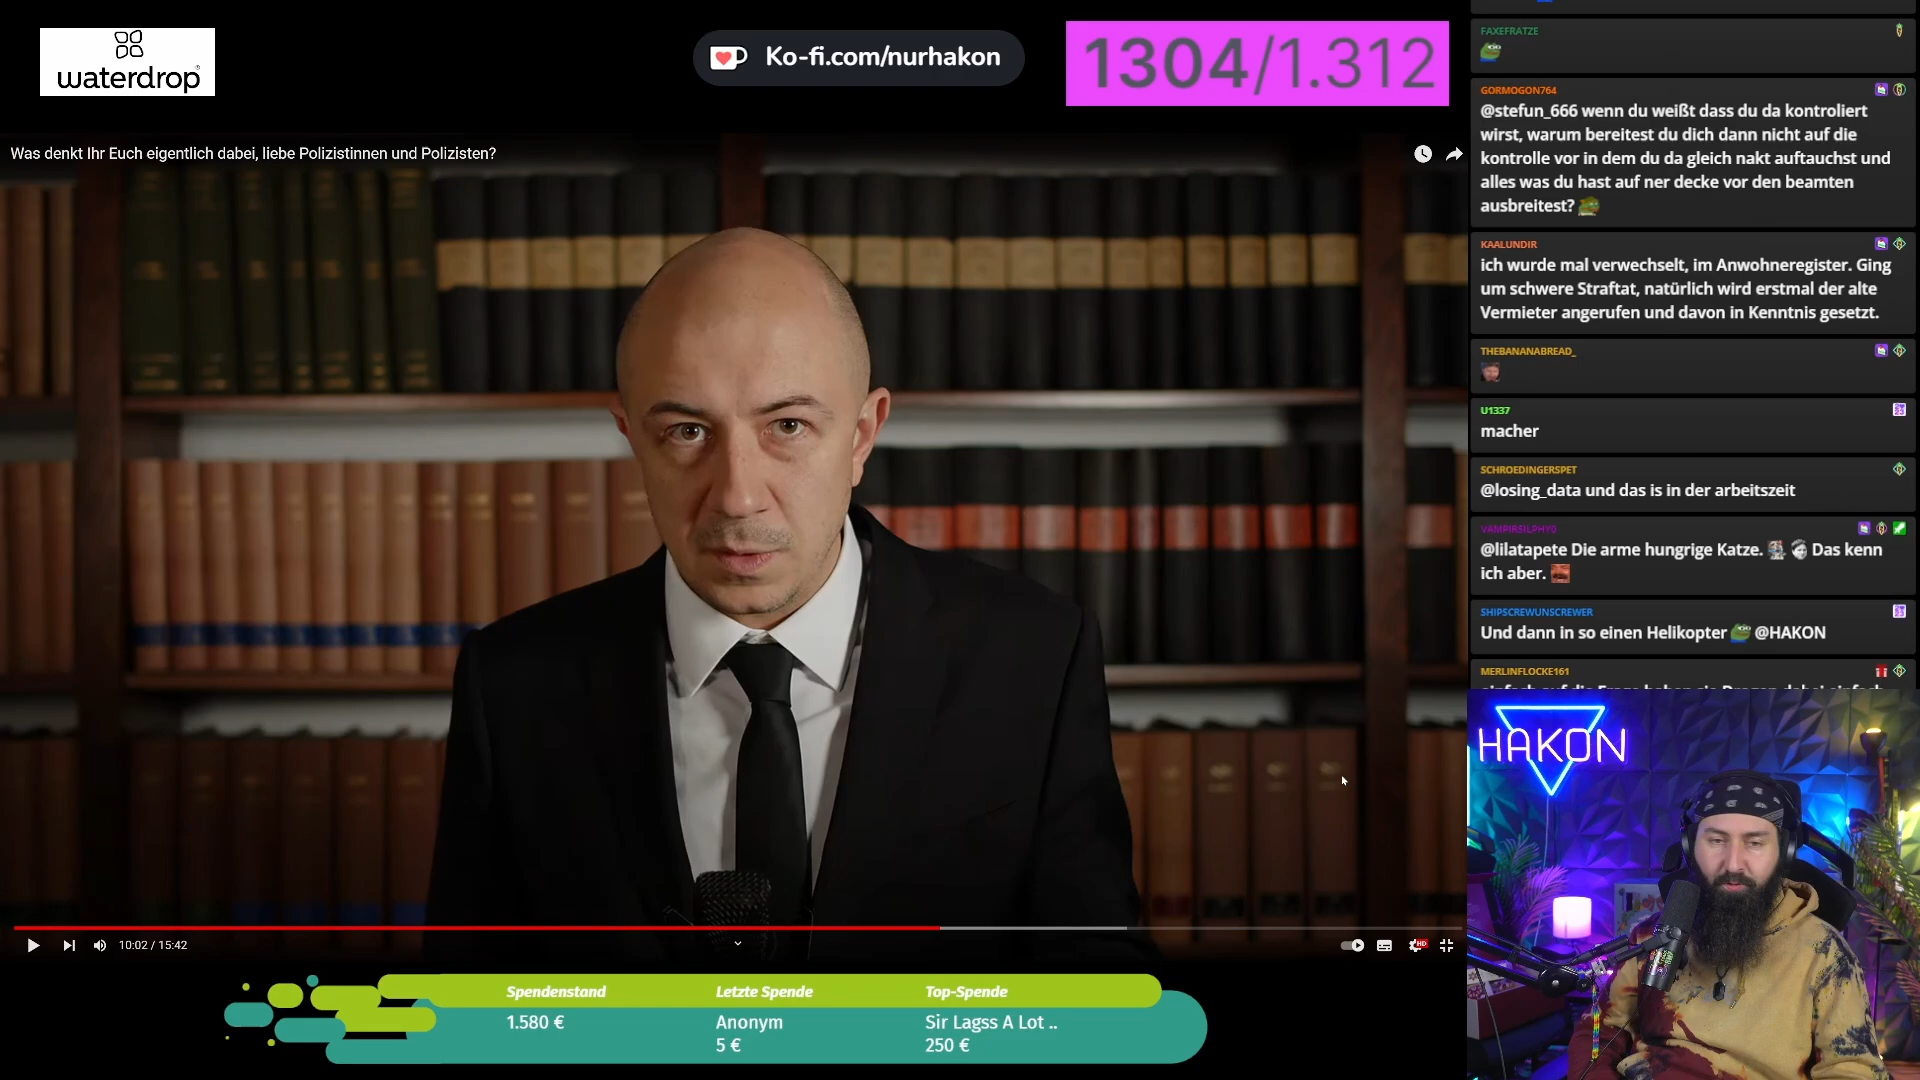 waterdrop
Ko-fi.com/nurhakon
1304/1.312
Was denkt Ihr Euch eigentlich dabei, liebe Polizistinnen und Polizisten?
FAXEFRATZE
GORMOGON764
@stefun_666 wenn du weißt dass du da kontroliert
wirst, warum bereitest du dich dann nicht auf die
kontrolle vor in dem du da gleich nakt auftauchst und
alles was du hast auf ner decke vor den beamten
ausbreitest?
KAALUNDIR
ich wurde mal verwechselt, im Anwohneregister. Ging
um schwere Straftat, natürlich wird erstmal der alte
Vermieter angerufen und davon in Kenntnis gesetzt.
THEBANANABREAD_
U1337
macher
SCHROEDINGERSPET
@losing_data und das is in der arbeitszeit
VAMPIRSILPHY0
@lilatapete Die arme hungrige Katze. Das kenn
ich aber.
SHIPSCREWUNSCREWER
Und dann in so einen Helikopter @HAKON
MERLINFLOCKE161
HAKON
10:02 / 15:42
HD
Spendenstand
1.580 €
Letzte Spende
Anonym
5 €
Top-Spende
Sir Lagss A Lot ..
250 €